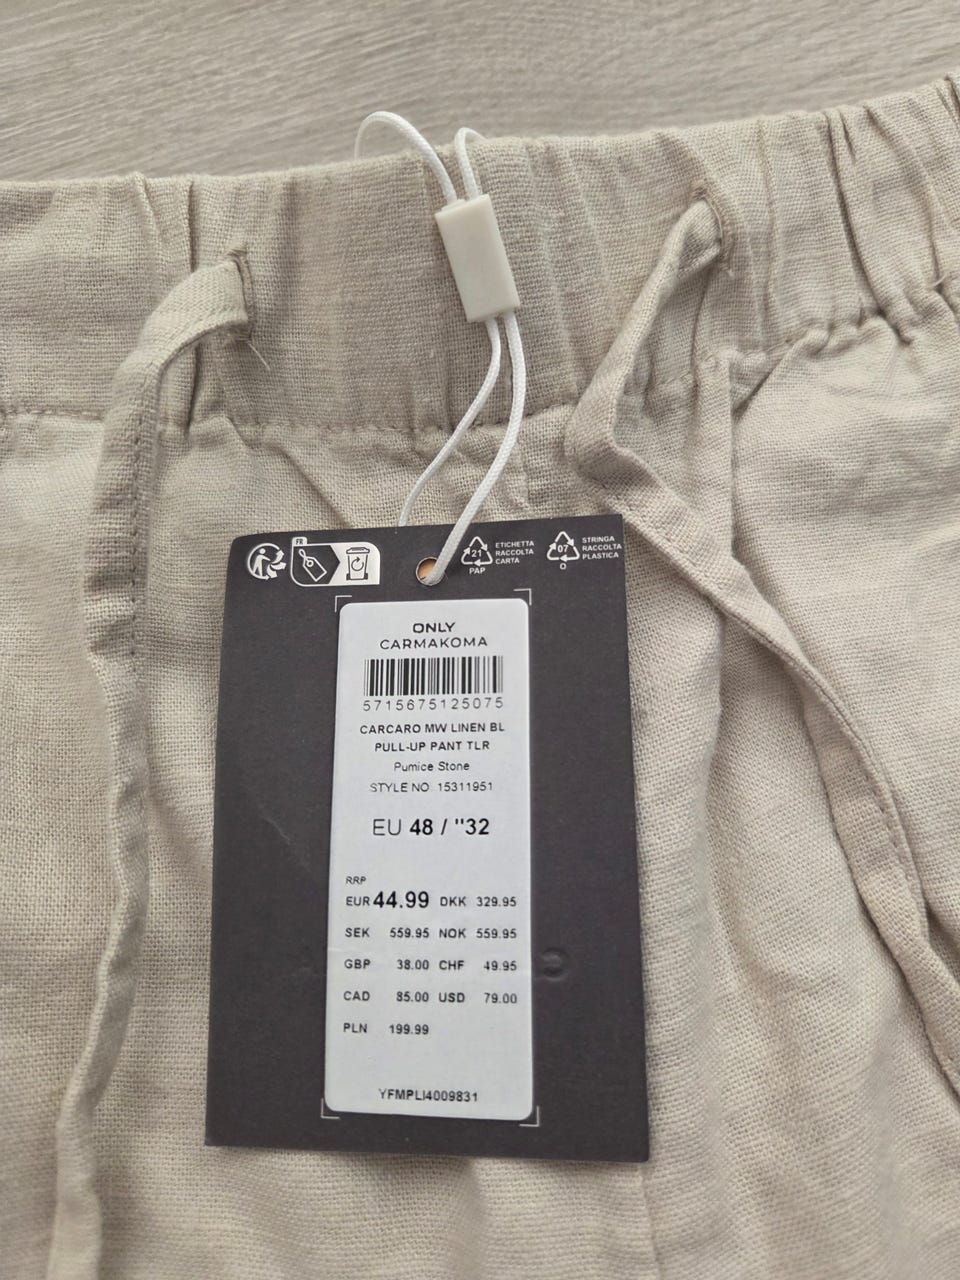 FR
21
PAP
ETICHETTA
RACCOLTA
CARTA
07
O
STRINGA
RACCOLTA
PLASTICA
ONLY
CARMAKOMA
5715675125075
CARCARO MW LINEN BL
PULL-UP PANT TLR
Pumice Stone
STYLE NO 15311951
EU 48 / "32
RRP
EUR 44.99 DKK 329.95
SEK 559.95 NOK 559.95
GBP 38.00 CHF 49.95
CAD 85.00 USD 79.00
PLN 199.99
YFMPLI4009831